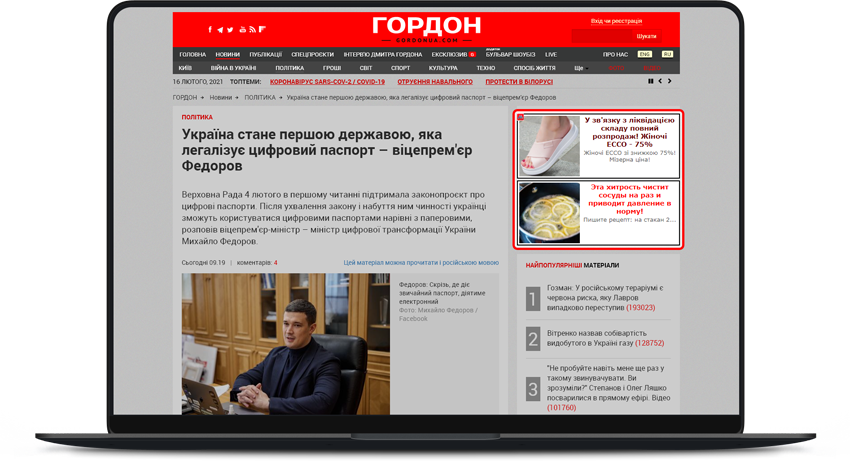 Вхід чи реєстрація
ГОРДОН
GORDONUA.COM
Шукати
ГОЛОВНА НОВИНИ ПУБЛІКАЦІЇ СПЕЦПРОЄКТИ ІНТЕРВ'Ю ДМИТРА ГОРДОНА ЕКСКЛЮЗИВ БУЛЬВАР ШОУБІЗ LIVE ПРО НАС ENG RU
КИЇВ ВІЙНА В УКРАЇНІ ПОЛІТИКА ГРОШІ СВІТ СПОРТ КУЛЬТУРА ТЕХНО СПОСІБ ЖИТТЯ Ще
16 ЛЮТОГО, 2021 ТОПТЕМИ: КОРОНАВІРУС SARS-COV-2 / COVID-19 ОТРУЄННЯ НАВАЛЬНОГО ПРОТЕСТИ В БІЛОРУСІ
ГОРДОН → Новини → ПОЛІТИКА → Україна стане першою державою, яка легалізує цифровий паспорт – віцепрем'єр Федоров
ПОЛІТИКА
Україна стане першою державою, яка
легалізує цифровий паспорт – віцепрем'єр
Федоров
Верховна Рада 4 лютого в першому читанні підтримала законопроєкт про
цифрові паспорти. Після ухвалення закону і набуття ним чинності українці
зможуть користуватися цифровими паспортами нарівні з паперовими,
розповів віцепрем'єр-міністр – міністр цифрової трансформації України
Михайло Федоров.
Сьогодні 09.19 | коментарів: 4 Цей матеріал можна прочитати і російською мовою
Федоров: Скрізь, де діє
звичайний паспорт, діятиме
електронний
Фото: Михайло Федоров /
Facebook
У зв'язку з ліквідацією
складу повний
розпродаж! Жіночі
ECCO - 75%
Жіночі ECCO зі знижкою 75%!
Мізерна ціна!
Эта хитрость чистит
сосуды на раз и
приводит давление в
норму!
Пишите рецепт: на стакан 2...
НАЙПОПУЛЯРНІШІ МАТЕРІАЛИ
1 Гозман: У російському тераріумі є
червона риска, яку Лавров
випадково переступив (193023)
2 Вітренко назвав собівартість
видобутого в Україні газу (128752)
3 "Не пробуйте навіть мене ще раз у
такому звинувачувати. Ви
зрозуміли?" Степанов і Олег Ляшко
посварилися в прямому ефірі. Відео
(101760)